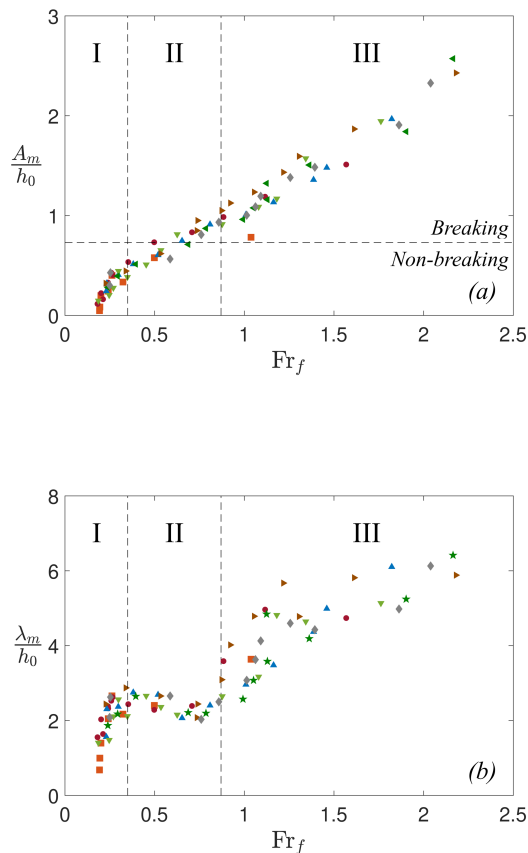 3
I II III
2
A_m
h_0
1
Breaking
Non-breaking
(a)
0
0 0.5 1 1.5 2 2.5
Fr_f
8
I II III
6
λ_m
h_0
4
2
(b)
0
0 0.5 1 1.5 2 2.5
Fr_f